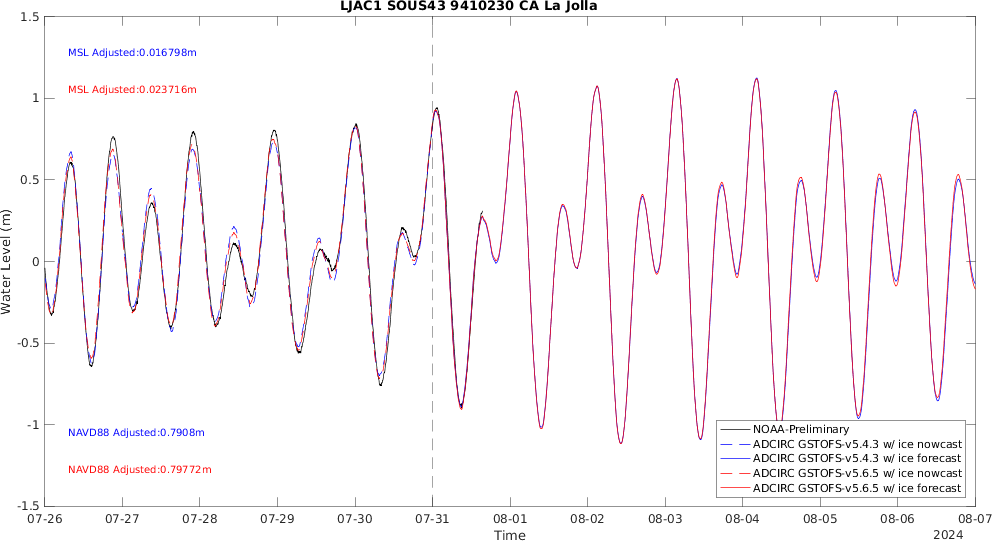 LJAC1 SOUS43 9410230 CA La Jolla
1.5
1
0.5
0
-0.5
-1
-1.5
Water Level (m)
MSL Adjusted:0.016798m
MSL Adjusted:0.023716m
NAVD88 Adjusted:0.7908m
NAVD88 Adjusted:0.79772m
NOAA-Preliminary
ADCIRC GSTOFS-v5.4.3 w/ ice nowcast
ADCIRC GSTOFS-v5.4.3 w/ ice forecast
ADCIRC GSTOFS-v5.6.5 w/ ice nowcast
ADCIRC GSTOFS-v5.6.5 w/ ice forecast
07-26 07-27 07-28 07-29 07-30 07-31 08-01 08-02 08-03 08-04 08-05 08-06 08-07
Time
2024